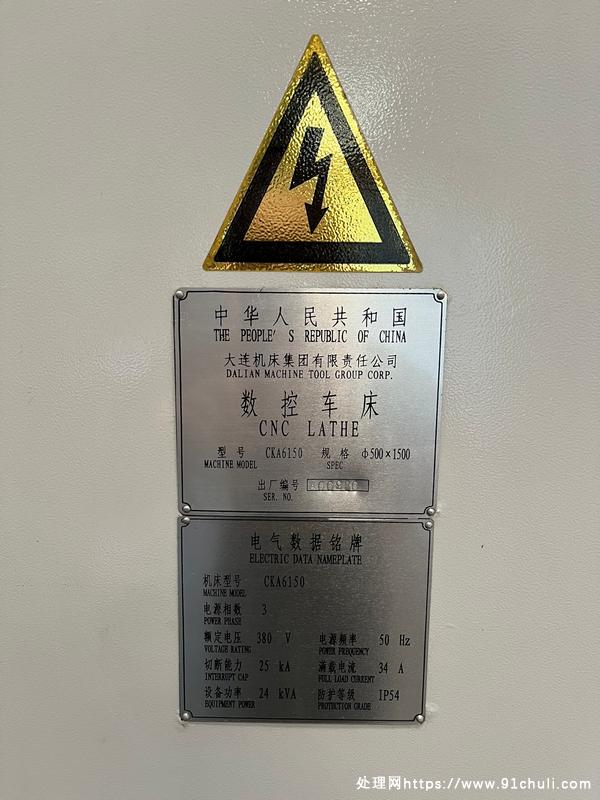 中华人民共和国
THE PEOPLE' S REPUBLIC OF CHINA
大连机床集团有限责任公司
DALIAN MACHINE TOOL GROUP CORP.
数控车床
CNC LATHE
型号 CKA6150 规格 ф500×1500
MACHINE MODEL SPEC
出厂编号
SER. NO.
电气数据铭牌
ELECTRIC DATA NAMEPLATE
机床型号 CKA6150
MACHINE MODEL
电源相数 3
POWER PHASE
额定电压 380 V 电源频率 50 Hz
VOLTAGE RATING POWER FREQUENCY
切断能力 25 kA 满载电流 34 A
INTERRUPT CAP FULL LOAD CURRENT
设备功率 24 kVA 防护等级 IP54
EQUIPMENT POWER PROTECTION GRADE
处理网https://www.91chuli.com